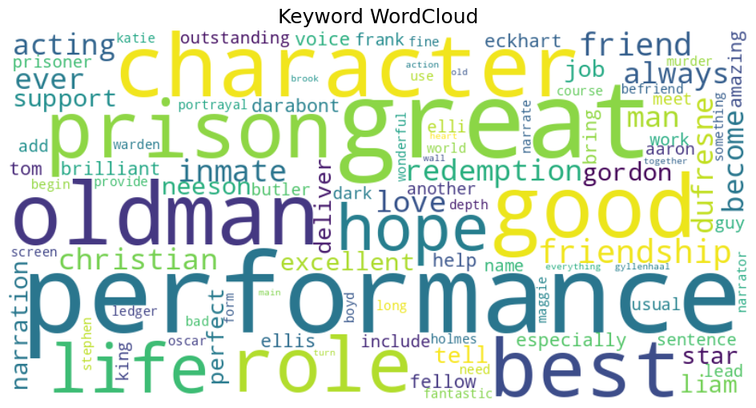 Keyword WordCloud
acting katie outstanding voice frank fine eckhart friend
prisoner character brook action old job always murder
ever befriend amazing
support portrayal darabont use course meet something
prison great man become
add warden elli narrate bring work
tom brilliant inmate world heart wonderful redemption aaron together
begin provide neeson butler deliver dark another wall gordon dufresne
oldman love depth good guy
hope
christian excellent help name friendship
screen everything gyllenhaal
performance maggie narrator
narration ledger form main boyd long usual
stephen bad
king oscar perfect ellis include holmes especially sentence
life role turn tell need best star lead
fellow fantastic liam